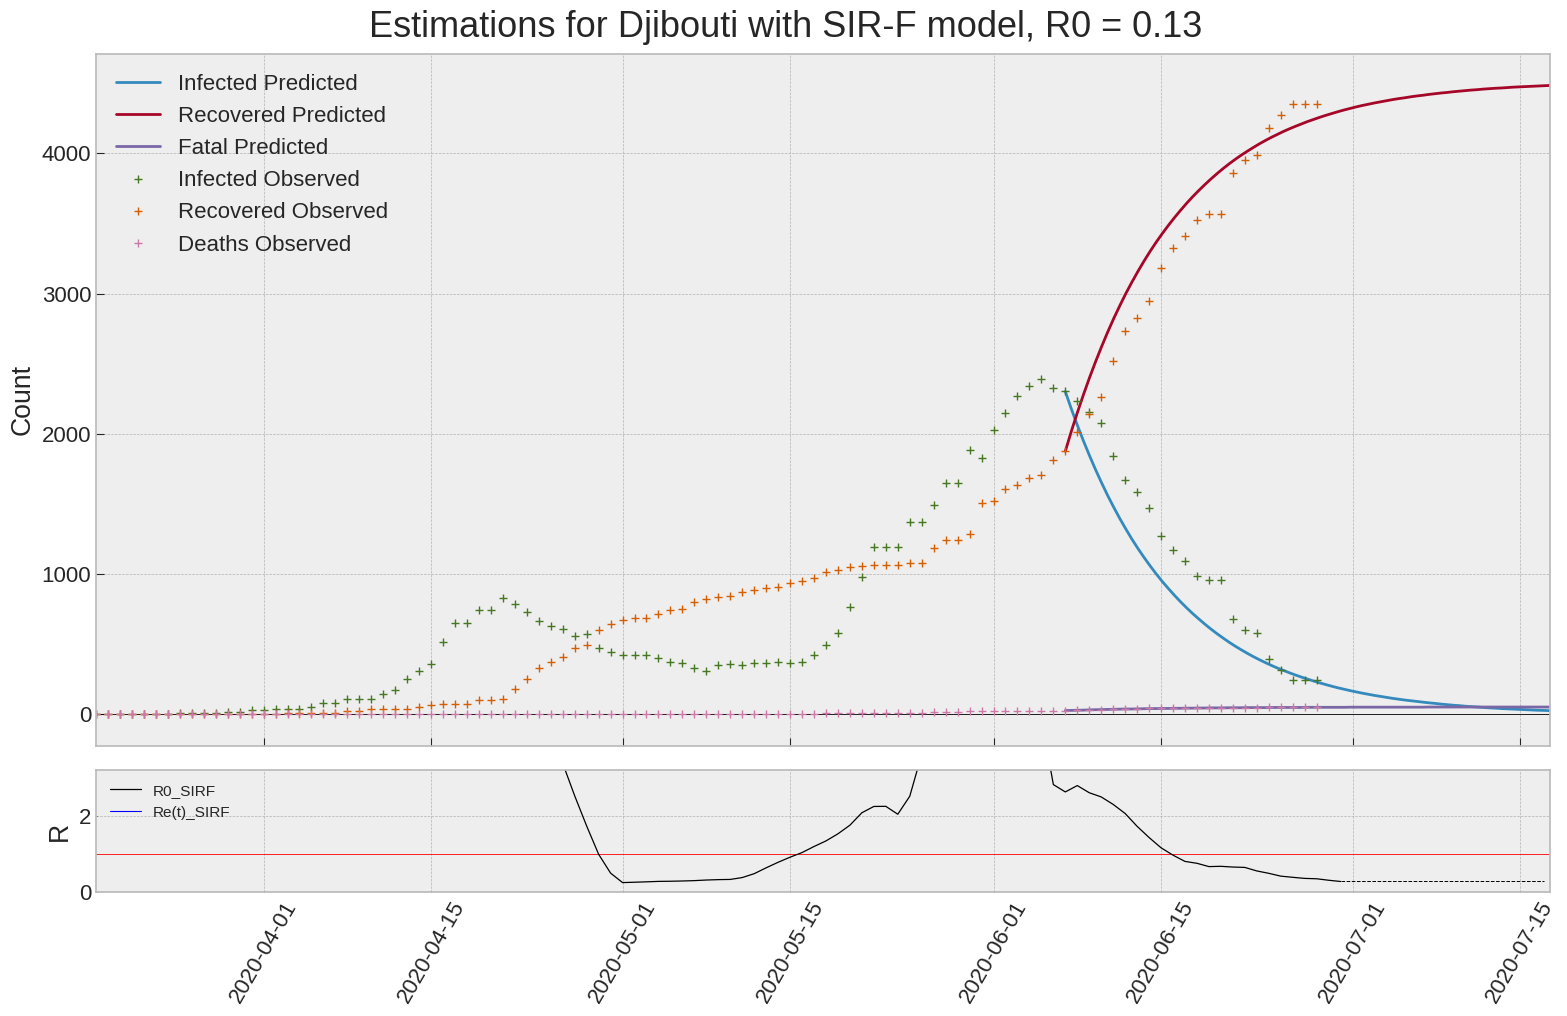 Estimations for Djibouti with SIR-F model, R0 = 0.13
Infected Predicted
Recovered Predicted
Fatal Predicted
Infected Observed
Recovered Observed
Deaths Observed
4000
3000
2000
1000
0
Count
R0_SIRF
Re(t)_SIRF
2
0
R
2020-04-01
2020-04-15
2020-05-01
2020-05-15
2020-06-01
2020-06-15
2020-07-01
2020-07-15